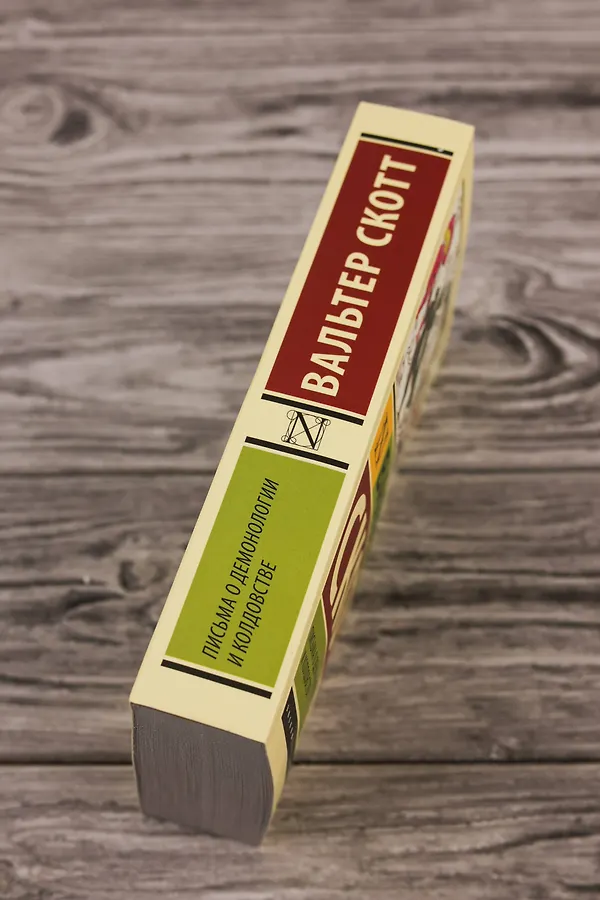 ВАЛЬТЕР СКОТТ
N
ПИСЬМА О ДЕМОНОЛОГИИ
И КОЛДОВСТВЕ